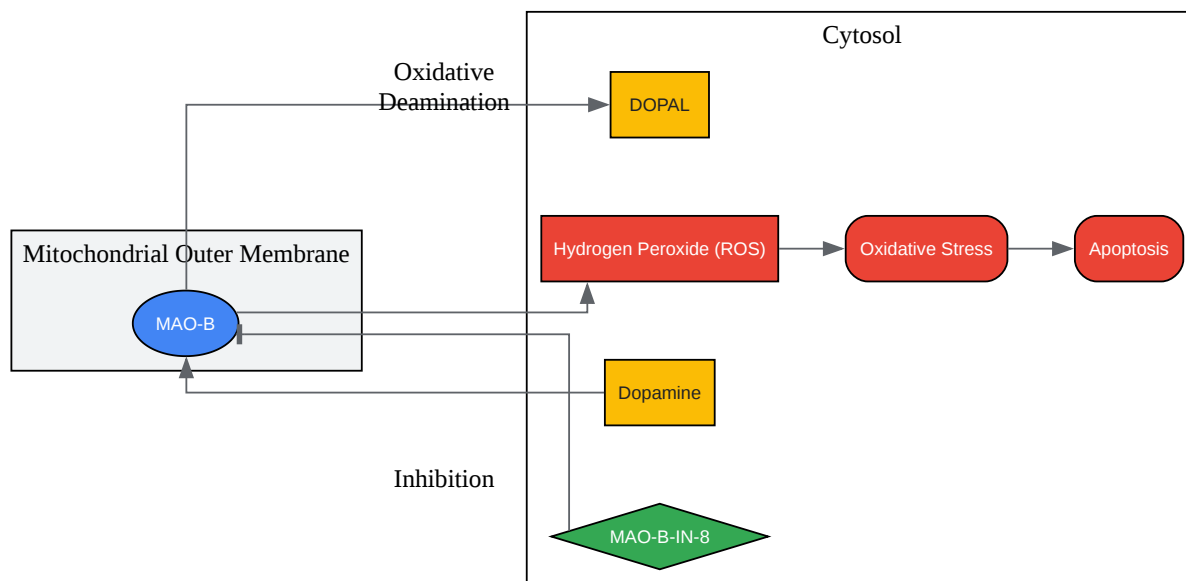 Cytosol
Oxidative
Deamination
DOPAL
Mitochondrial Outer Membrane
Hydrogen Peroxide (ROS)
Oxidative Stress
Apoptosis
MAO-B
Dopamine
Inhibition
MAO-B-IN-8